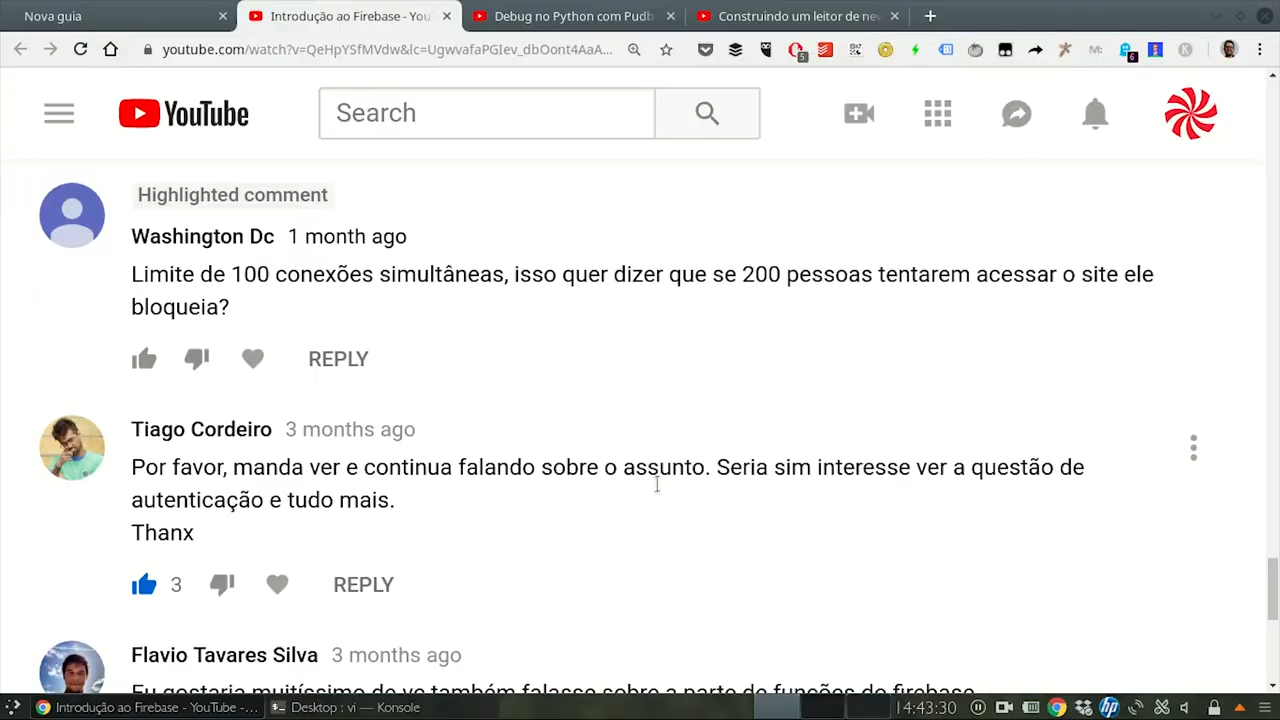 Nova guia
Introdução ao Firebase - You
Debug no Python com Pudb
Construindo um leitor de nev
youtube.com/watch?v=QeHpYSfMVdw&lc=UgwvafaPGIev_dbOont4AaA...
5
M:
6
K
YouTube
Search
Highlighted comment
Washington Dc 1 month ago
Limite de 100 conexões simultâneas, isso quer dizer que se 200 pessoas tentarem acessar o site ele
bloqueia?
REPLY
Tiago Cordeiro 3 months ago
Por favor, manda ver e continua falando sobre o assunto. Seria sim interesse ver a questão de
autenticação e tudo mais.
Thanx
3 REPLY
Flavio Tavares Silva 3 months ago
Eu gostaria muitíssimo de vc também falasse sobre a parte de funções do firebase
Introdução ao Firebase - YouTube -...
Desktop : vi — Konsole
14:43:30
hp